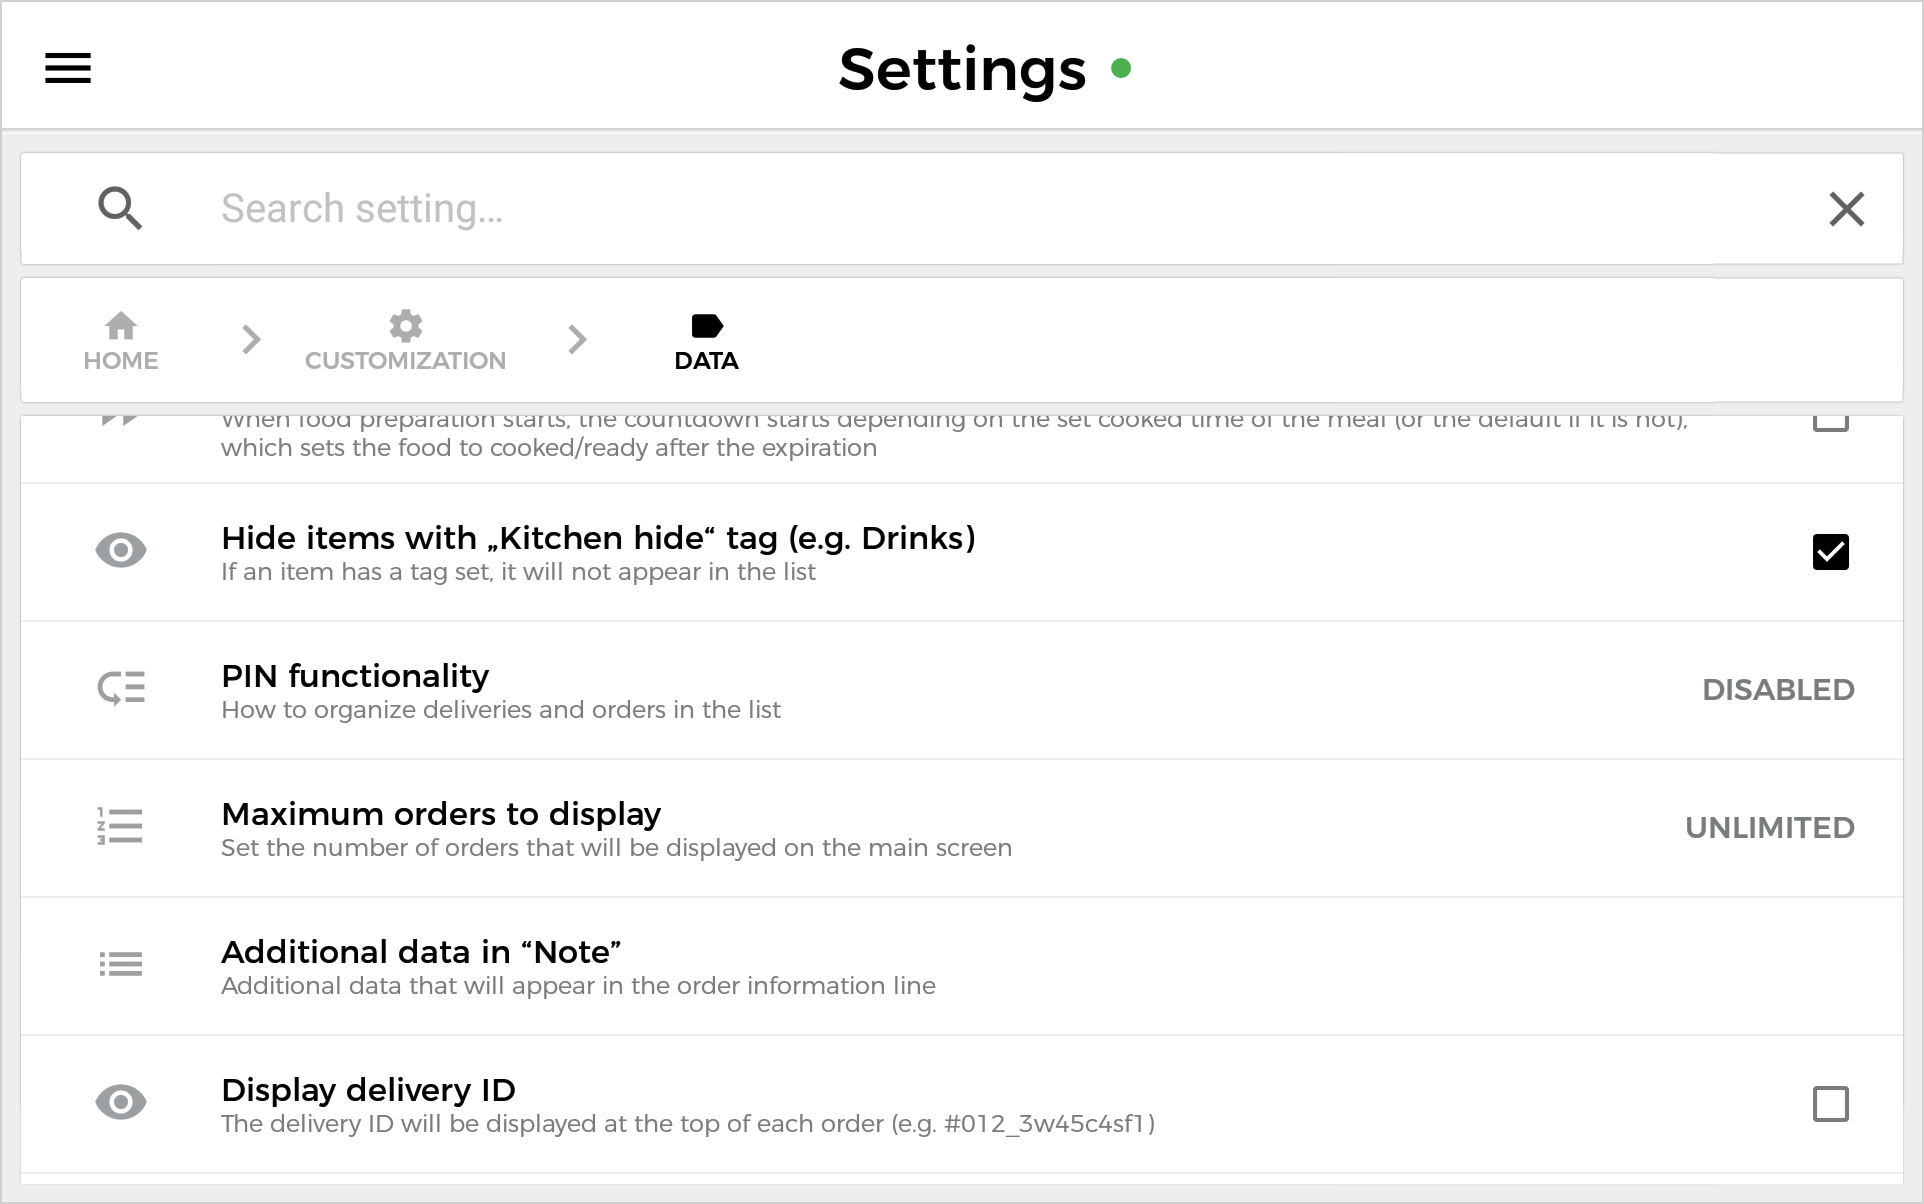 Settings
Search setting...
HOME
CUSTOMIZATION
DATA
When food preparation starts, the countdown starts depending on the set cooked time of the meal (or the default if it is not),
which sets the food to cooked/ready after the expiration
Hide items with „Kitchen hide“ tag (e.g. Drinks)
If an item has a tag set, it will not appear in the list
PIN functionality
How to organize deliveries and orders in the list
DISABLED
Maximum orders to display
Set the number of orders that will be displayed on the main screen
UNLIMITED
Additional data in “Note”
Additional data that will appear in the order information line
Display delivery ID
The delivery ID will be displayed at the top of each order (e.g. #012_3w45c4sf1)